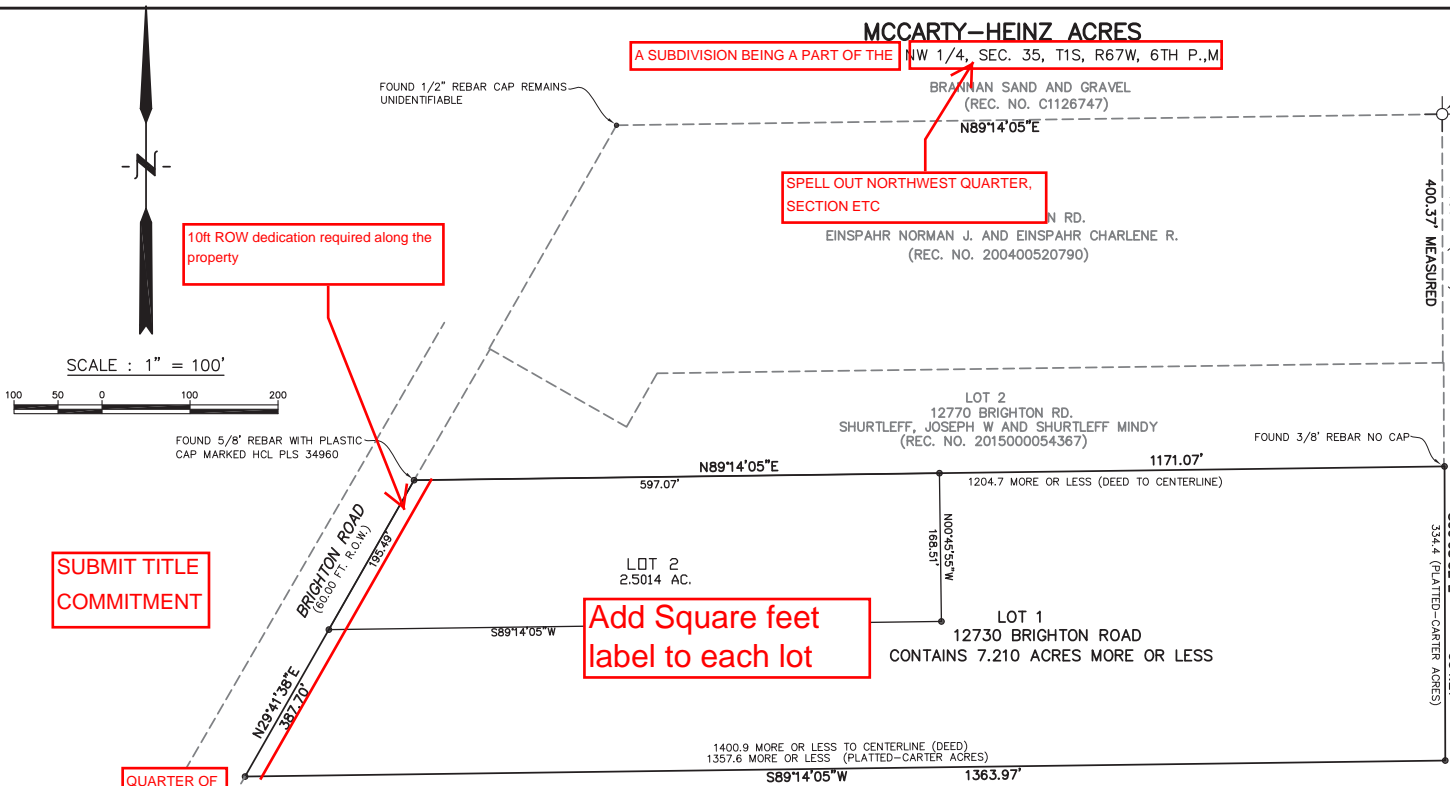 MCCARTY-HEINZ ACRES
A SUBDIVISION BEING A PART OF THE NW 1/4, SEC. 35, T1S, R67W, 6TH P.,M
BRANNAN SAND AND GRAVEL
(REC. NO. C1126747)
N89°14'05"E
FOUND 1/2" REBAR CAP REMAINS
UNIDENTIFIABLE
N
SPELL OUT NORTHWEST QUARTER,
SECTION ETC
N RD.
EINSPAHR NORMAN J. AND EINSPAHR CHARLENE R.
(REC. NO. 200400520790)
400.37' MEASURED
10ft ROW dedication required along the
property
SCALE : 1" = 100'
100 50 0 100 200
LOT 2
12770 BRIGHTON RD.
SHURTLEFF, JOSEPH W AND SHURTLEFF MINDY
(REC. NO. 2015000054367)
FOUND 5/8' REBAR WITH PLASTIC
CAP MARKED HCL PLS 34960
FOUND 3/8' REBAR NO CAP
N89°14'05"E
597.07'
1171.07'
1204.7 MORE OR LESS (DEED TO CENTERLINE)
BRIGHTON ROAD
(60.00 FT. R.O.W.)
195.49'
N00°45'55"W
168.51'
334.4 (PLATTED-CARTER ACRES)
SUBMIT TITLE
COMMITMENT
LOT 2
2.5014 AC.
S89°14'05"W
Add Square feet
label to each lot
LOT 1
12730 BRIGHTON ROAD
CONTAINS 7.210 ACRES MORE OR LESS
N29°41'38"E
387.70'
1400.9 MORE OR LESS TO CENTERLINE (DEED)
1357.6 MORE OR LESS (PLATTED-CARTER ACRES)
S89°14'05"W 1363.97'
QUARTER OF